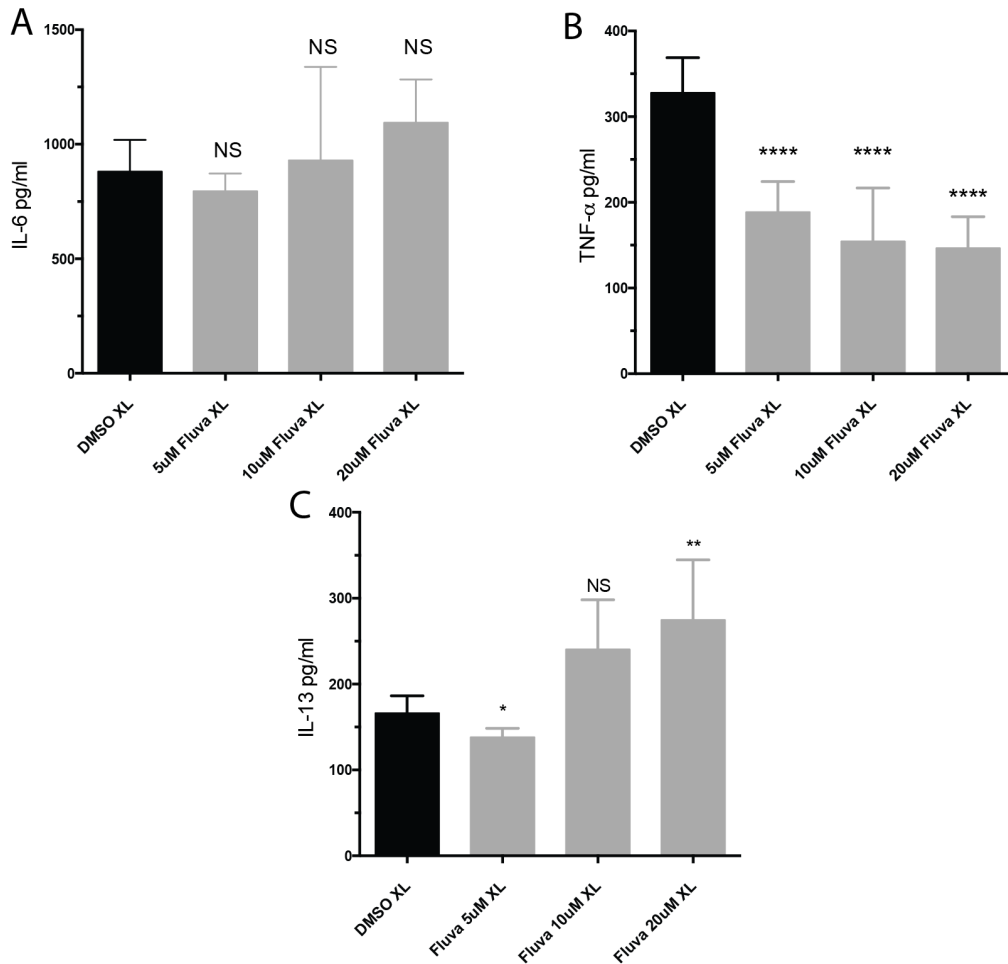 A
IL-6 pg/ml
1500
1000
500
0
NS
NS
NS
DMSO XL
5uM Fluva XL
10uM Fluva XL
20uM Fluva XL
B
TNF-α pg/ml
400
300
200
100
0
****
****
****
DMSO XL
5uM Fluva XL
10uM Fluva XL
20uM Fluva XL
C
IL-13 pg/ml
400
300
200
100
0
*
NS
**
DMSO XL
Fluva 5uM XL
Fluva 10uM XL
Fluva 20uM XL